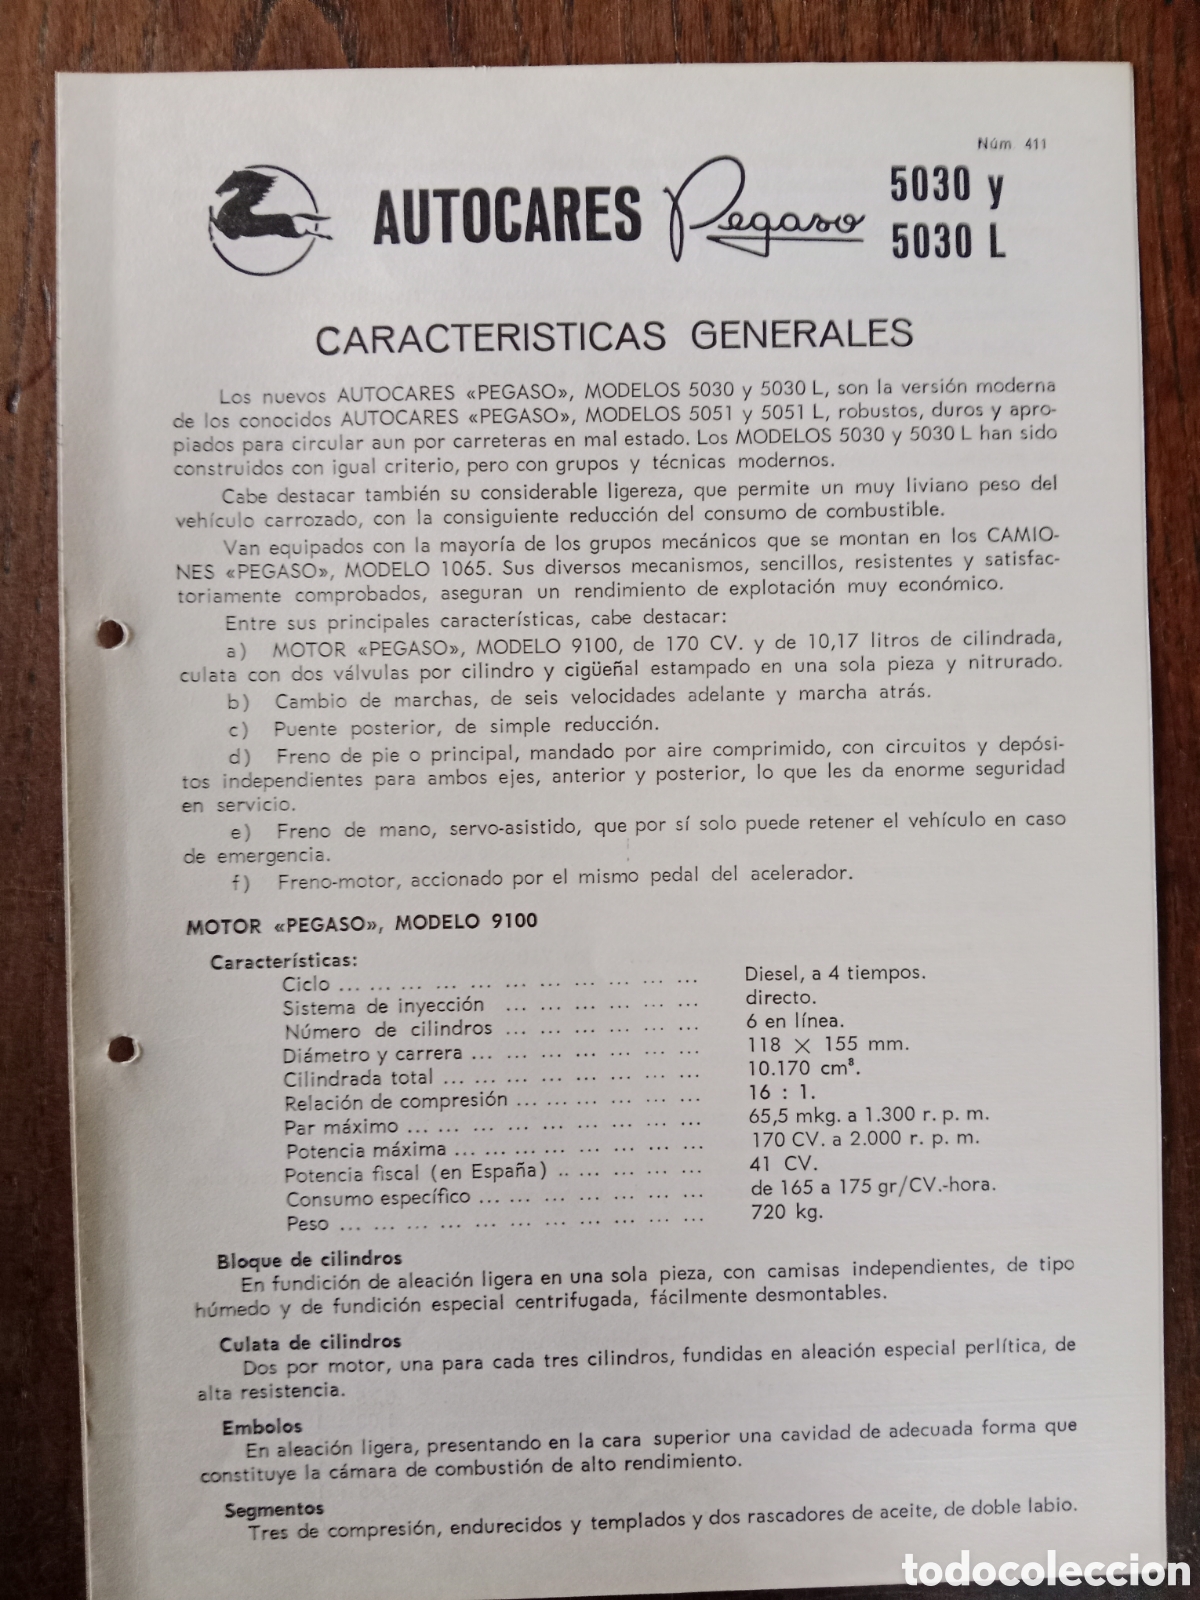 Núm 411
AUTOCARES Pegaso 5030 y
5030 L
CARACTERISTICAS GENERALES
Los nuevos AUTOCARES «PEGASO», MODELOS 5030 y 5030 L, son la versión moderna
de los conocidos AUTOCARES «PEGASO», MODELOS 5051 y 5051 L, robustos, duros y apro-
piados para circular aun por carreteras en mal estado. Los MODELOS 5030 y 5030 L han sido
construidos con igual criterio, pero con grupos y técnicas modernos.
Cabe destacar también su considerable ligereza, que permite un muy liviano peso del
vehículo carrozado, con la consiguiente reducción del consumo de combustible.
Van equipados con la mayoría de los grupos mecánicos que se montan en los CAMIO-
NES «PEGASO», MODELO 1065. Sus diversos mecanismos, sencillos, resistentes y satisfac-
toriamente comprobados, aseguran un rendimiento de explotación muy económico.
Entre sus principales características, cabe destacar:
a) MOTOR «PEGASO», MODELO 9100, de 170 CV. y de 10,17 litros de cilindrada,
culata con dos válvulas por cilindro y cigüeñal estampado en una sola pieza y nitrurado.
b) Cambio de marchas, de seis velocidades adelante y marcha atrás.
c) Puente posterior, de simple reducción.
d) Freno de pie o principal, mandado por aire comprimido, con circuitos y depósi-
tos independientes para ambos ejes, anterior y posterior, lo que les da enorme seguridad
en servicio.
e) Freno de mano, servo-asistido, que por sí solo puede retener el vehículo en caso
de emergencia.
f) Freno-motor, accionado por el mismo pedal del acelerador.
MOTOR «PEGASO», MODELO 9100
Características:
Ciclo ... ... ... ... ... ... ... ... ... ... ... Diesel, a 4 tiempos.
Sistema de inyección ... ... ... ... ... ... directo.
Número de cilindros ... ... ... ... ... ... 6 en línea.
Diámetro y carrera ... ... ... ... ... ... ... 118 × 155 mm.
Cilindrada total ... ... ... ... ... ... ... ... 10.170 cm³.
Relación de compresión ... ... ... ... ... ... 16 : 1.
Par máximo ... ... ... ... ... ... ... ... ... 65,5 mkg. a 1.300 r. p. m.
Potencia máxima ... ... ... ... ... ... ... ... 170 CV. a 2.000 r. p. m.
Potencia fiscal (en España) .. ... ... ... ... 41 CV.
Consumo específico ... ... ... ... ... ... ... de 165 a 175 gr/CV.-hora.
Peso ... ... ... ... ... ... ... ... ... ... ... 720 kg.
Bloque de cilindros
En fundición de aleación ligera en una sola pieza, con camisas independientes, de tipo
húmedo y de fundición especial centrifugada, fácilmente desmontables.
Culata de cilindros
Dos por motor, una para cada tres cilindros, fundidas en aleación especial perlítica, de
alta resistencia.
Embolos
En aleación ligera, presentando en la cara superior una cavidad de adecuada forma que
constituye la cámara de combustión de alto rendimiento.
Segmentos
Tres de compresión, endurecidos y templados y dos rascadores de aceite, de doble labio.
todocoleccion